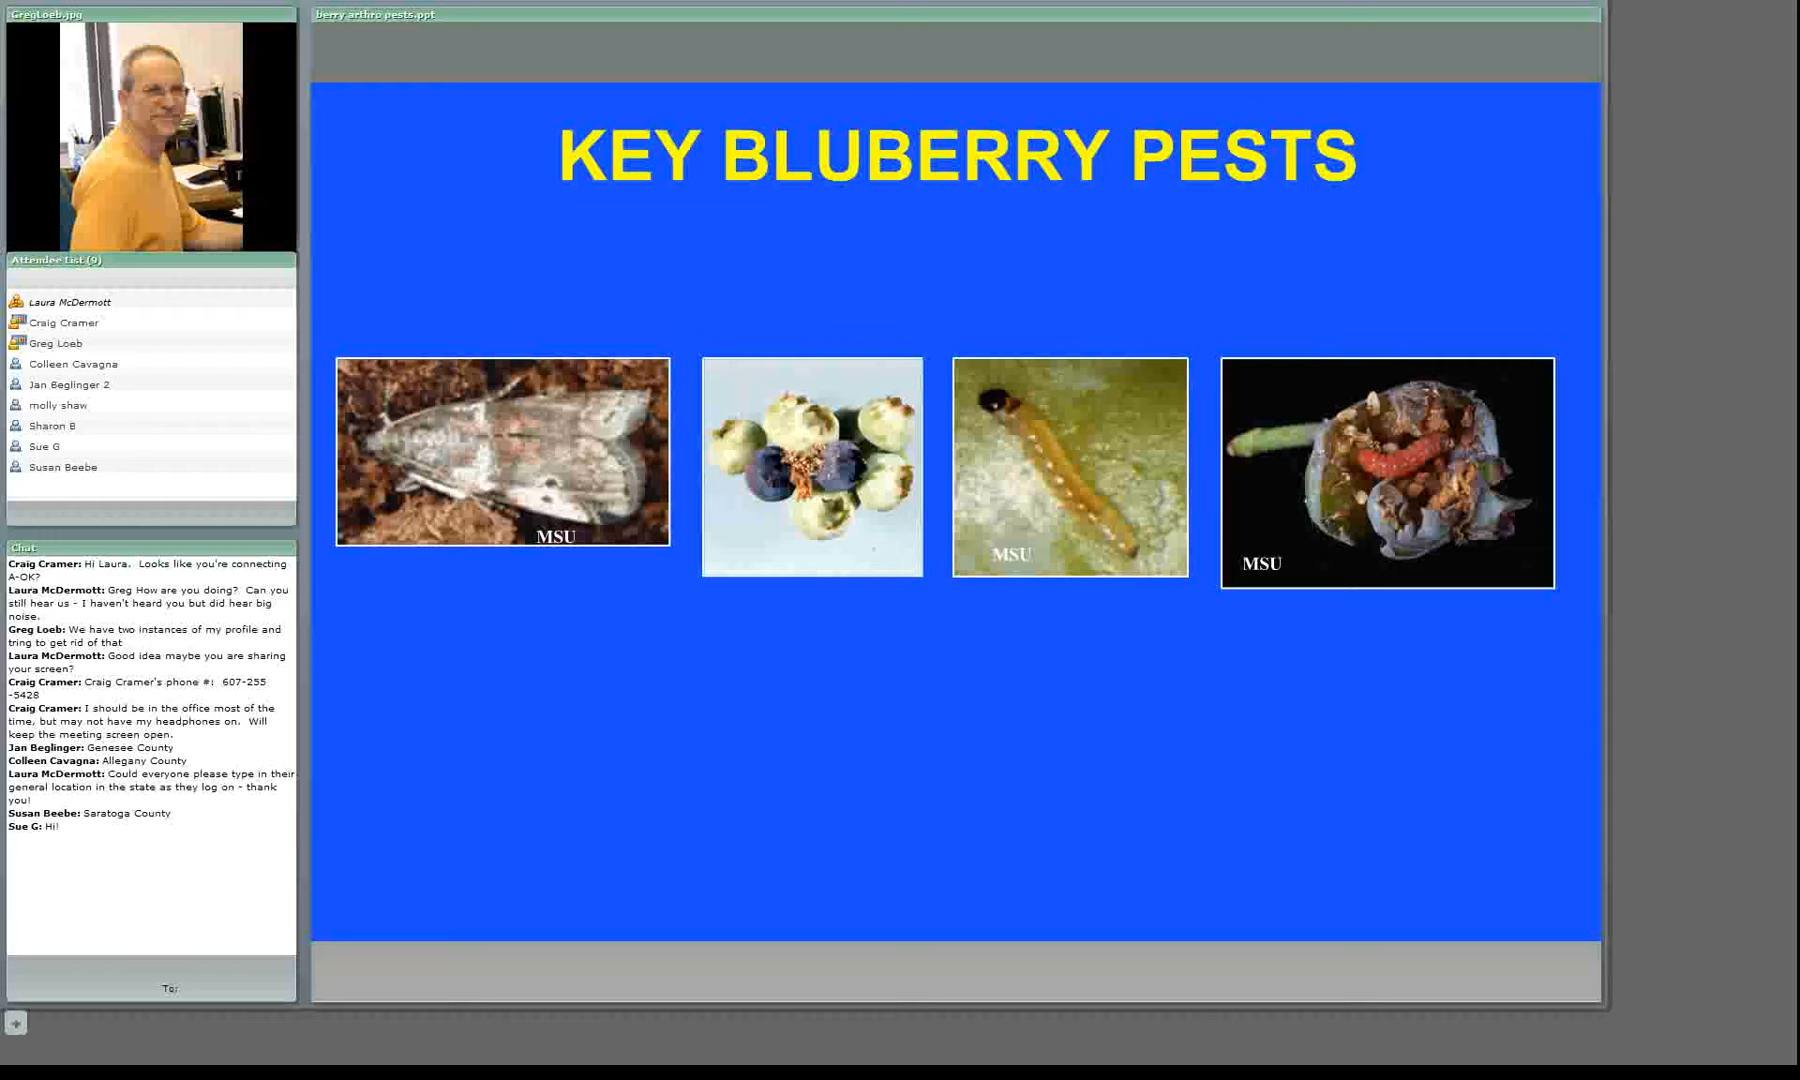 GregLoeb.jpg
berry arthro pests.ppt
KEY BLUBERRY PESTS
MSU
MSU
MSU
Attendee List (9)
Laura McDermott
Craig Cramer
Greg Loeb
Colleen Cavagna
Jan Beglinger 2
molly shaw
Sharon B
Sue G
Susan Beebe
Chat
Craig Cramer: Hi Laura. Looks like you're connecting
A-OK?
Laura McDermott: Greg How are you doing? Can you
still hear us - I haven't heard you but did hear big
noise.
Greg Loeb: We have two instances of my profile and
tring to get rid of that
Laura McDermott: Good idea maybe you are sharing
your screen?
Craig Cramer: Craig Cramer's phone #: 607-255
-5428
Craig Cramer: I should be in the office most of the
time, but may not have my headphones on. Will
keep the meeting screen open.
Jan Beglinger: Genesee County
Colleen Cavagna: Allegany County
Laura McDermott: Could everyone please type in their
general location in the state as they log on - thank
you!
Susan Beebe: Saratoga County
Sue G: Hi!
To: